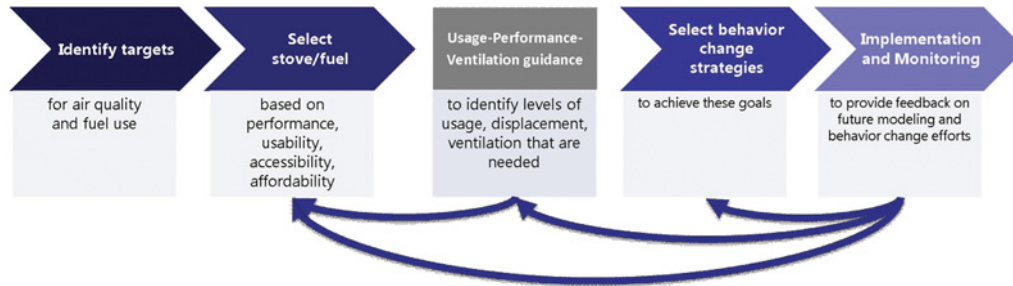 Identify targets
for air quality
and fuel use
Select
stove/fuel
based on
performance,
usability,
accessibility,
affordability
Usage-Performance-
Ventilation guidance
to identify levels of
usage, displacement,
ventilation that are
needed
Select behavior
change
strategies
to achieve these goals
Implementation
and Monitoring
to provide feedback on
future modeling and
behavior change efforts